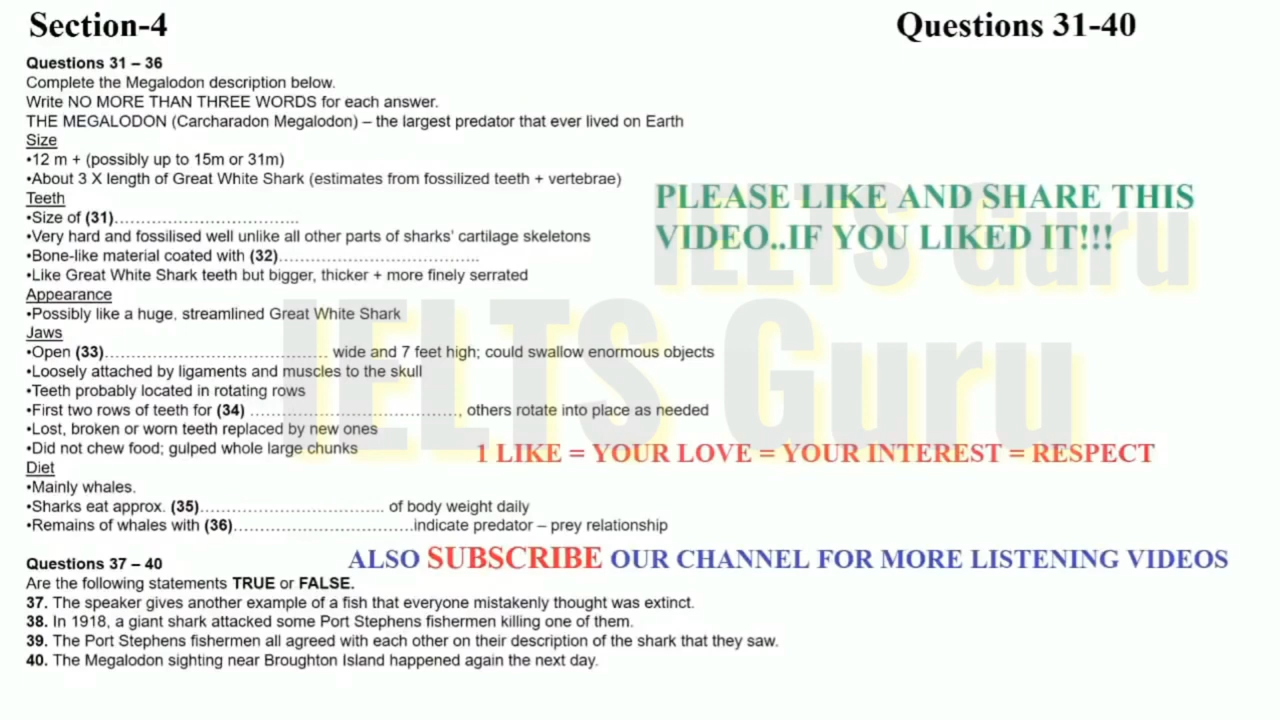 Section-4
Questions 31-40
Questions 31 – 36
Complete the Megalodon description below.
Write NO MORE THAN THREE WORDS for each answer.
THE MEGALODON (Carcharadon Megalodon) – the largest predator that ever lived on Earth
Size
•12 m + (possibly up to 15m or 31m)
•About 3 X length of Great White Shark (estimates from fossilized teeth + vertebrae)
Teeth
•Size of (31)……………………………..
•Very hard and fossilised well unlike all other parts of sharks' cartilage skeletons
•Bone-like material coated with (32)………………………………..
•Like Great White Shark teeth but bigger, thicker + more finely serrated
Appearance
•Possibly like a huge, streamlined Great White Shark
Jaws
•Open (33)…………………………………… wide and 7 feet high; could swallow enormous objects
•Loosely attached by ligaments and muscles to the skull
•Teeth probably located in rotating rows
•First two rows of teeth for (34) …………………………………, others rotate into place as needed
•Lost, broken or worn teeth replaced by new ones
•Did not chew food; gulped whole large chunks
Diet
•Mainly whales.
•Sharks eat approx. (35)…………………………….. of body weight daily
•Remains of whales with (36)……………………………indicate predator – prey relationship
Questions 37 – 40
Are the following statements TRUE or FALSE.
37. The speaker gives another example of a fish that everyone mistakenly thought was extinct.
38. In 1918, a giant shark attacked some Port Stephens fishermen killing one of them.
39. The Port Stephens fishermen all agreed with each other on their description of the shark that they saw.
40. The Megalodon sighting near Broughton Island happened again the next day.
PLEASE LIKE AND SHARE THIS
VIDEO..IF YOU LIKED IT!!!
1 LIKE = YOUR LOVE = YOUR INTEREST = RESPECT
ALSO SUBSCRIBE OUR CHANNEL FOR MORE LISTENING VIDEOS
IELTS Guru
IELTS Guru